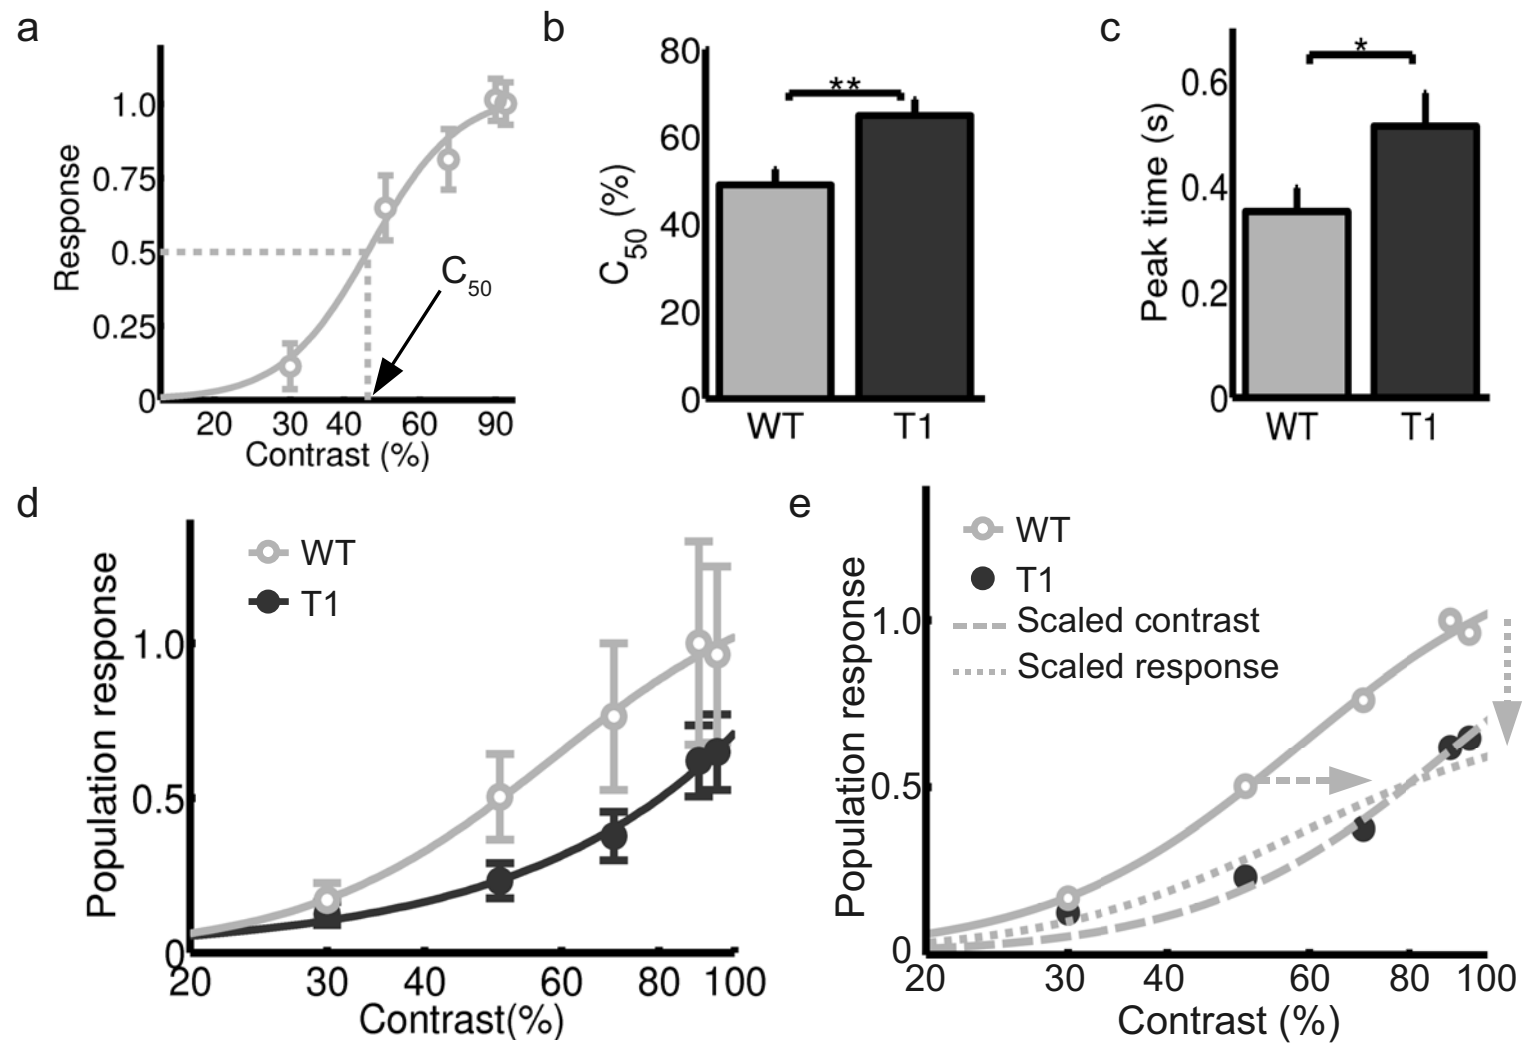 a
Response
1.0
0.75
0.5
0.25
0
C50
20 30 40 60 90
Contrast (%)
b
C50 (%)
80
60
40
20
0
**
WT T1
c
Peak time (s)
0.6
0.4
0.2
0
*
WT T1
d
Population response
1.0
0.5
0
WT
T1
20 30 40 60 80 100
Contrast(%)
e
Population response
1.0
0.5
0
WT
T1
Scaled contrast
Scaled response
20 30 40 60 80 100
Contrast (%)